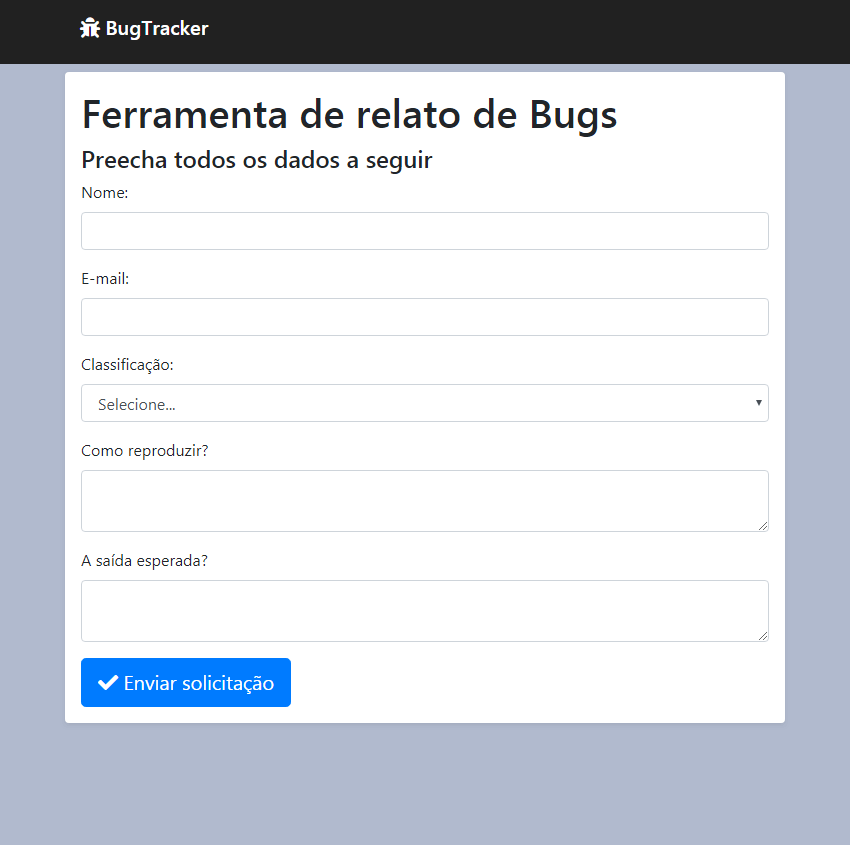 BugTracker
Ferramenta de relato de Bugs
Preecha todos os dados a seguir
Nome:
E-mail:
Classificação:
Selecione...
Como reproduzir?
A saída esperada?
Enviar solicitação